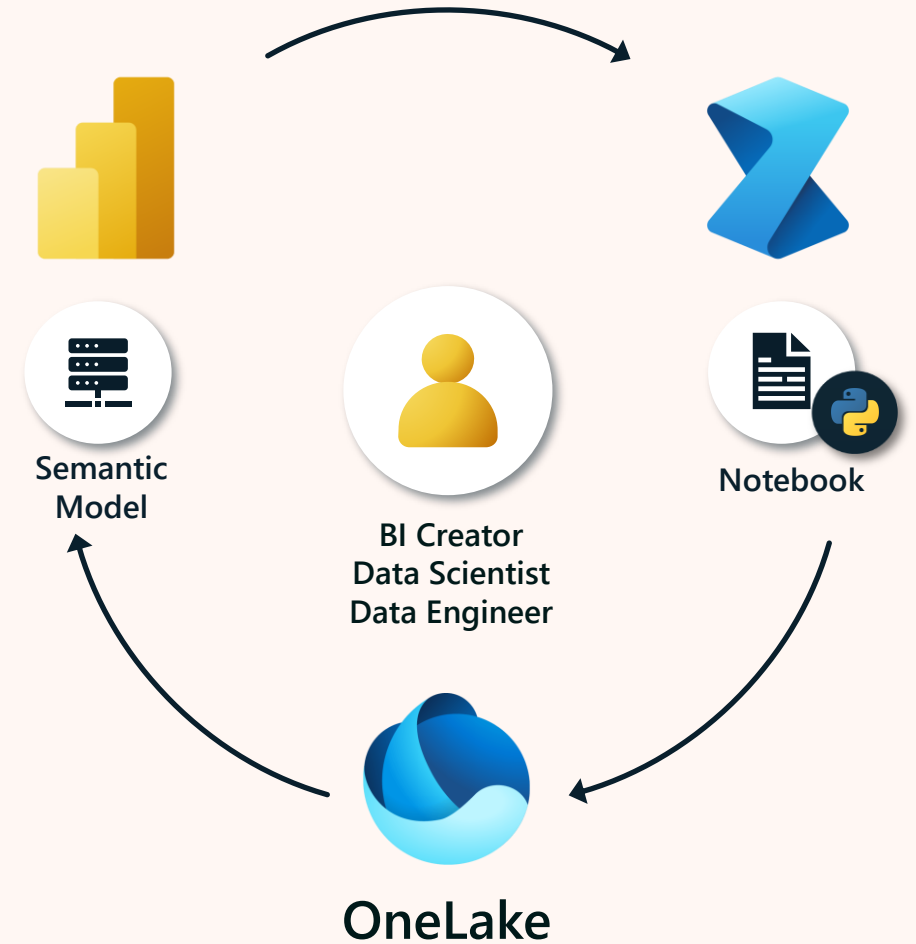 Semantic
Model
BI Creator
Data Scientist
Data Engineer
Notebook
OneLake